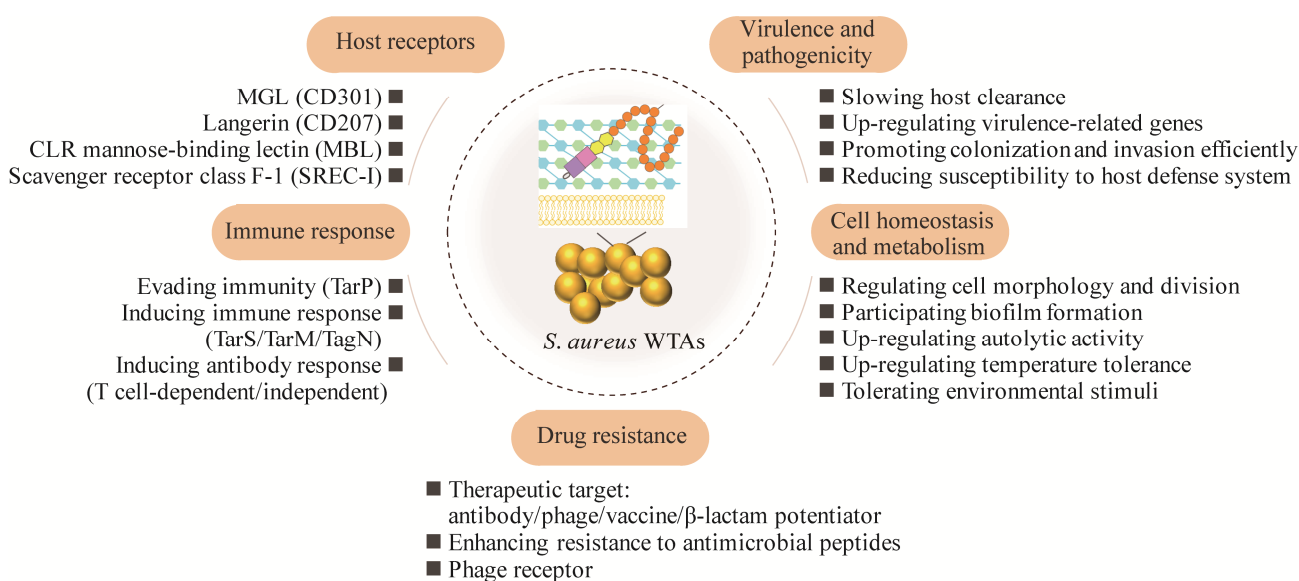 Host receptors
MGL (CD301)
Langerin (CD207)
CLR mannose-binding lectin (MBL)
Scavenger receptor class F-1 (SREC-I)
Immune response
Evading immunity (TarP)
Inducing immune response
(TarS/TarM/TagN)
Inducing antibody response
(T cell-dependent/independent)
Virulence and
pathogenicity
Slowing host clearance
Up-regulating virulence-related genes
Promoting colonization and invasion efficiently
Reducing susceptibility to host defense system
Cell homeostasis
and metabolism
Regulating cell morphology and division
Participating biofilm formation
Up-regulating autolytic activity
Up-regulating temperature tolerance
Tolerating environmental stimuli
S. aureus WTAs
Drug resistance
Therapeutic target:
antibody/phage/vaccine/β-lactam potentiator
Enhancing resistance to antimicrobial peptides
Phage receptor